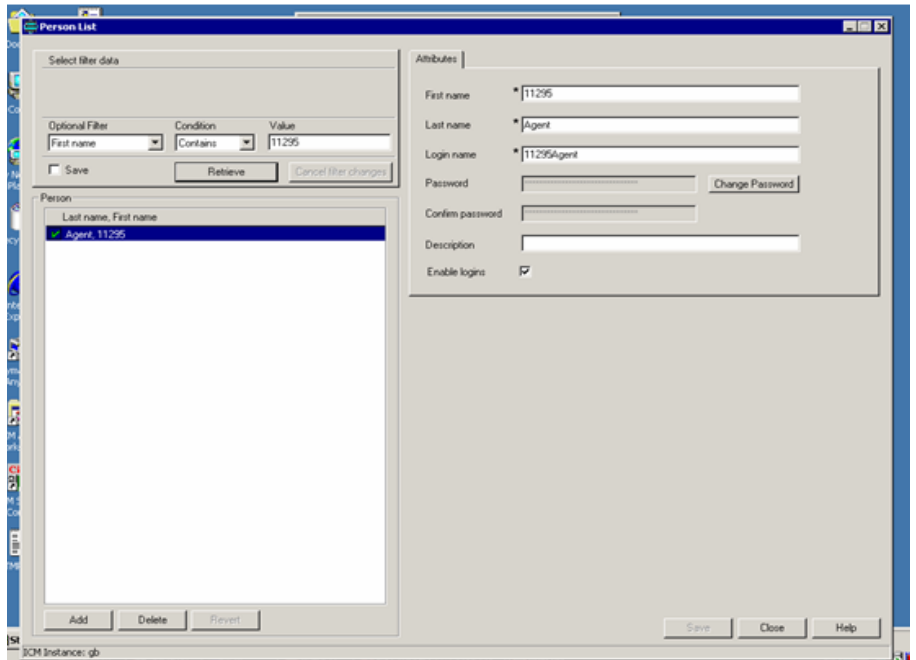 Person List
Select filter data
Optional Filter Condition Value
First name Contains 11295
Save Retrieve Cancel filter changes
Person
Last name, First name
Agent, 11295
Add Delete Revert
Attributes
First name * 11295
Last name * Agent
Login name * 11295Agent
Password Change Password
Confirm password
Description
Enable logins
Save Close Help
ICM Instance: gb